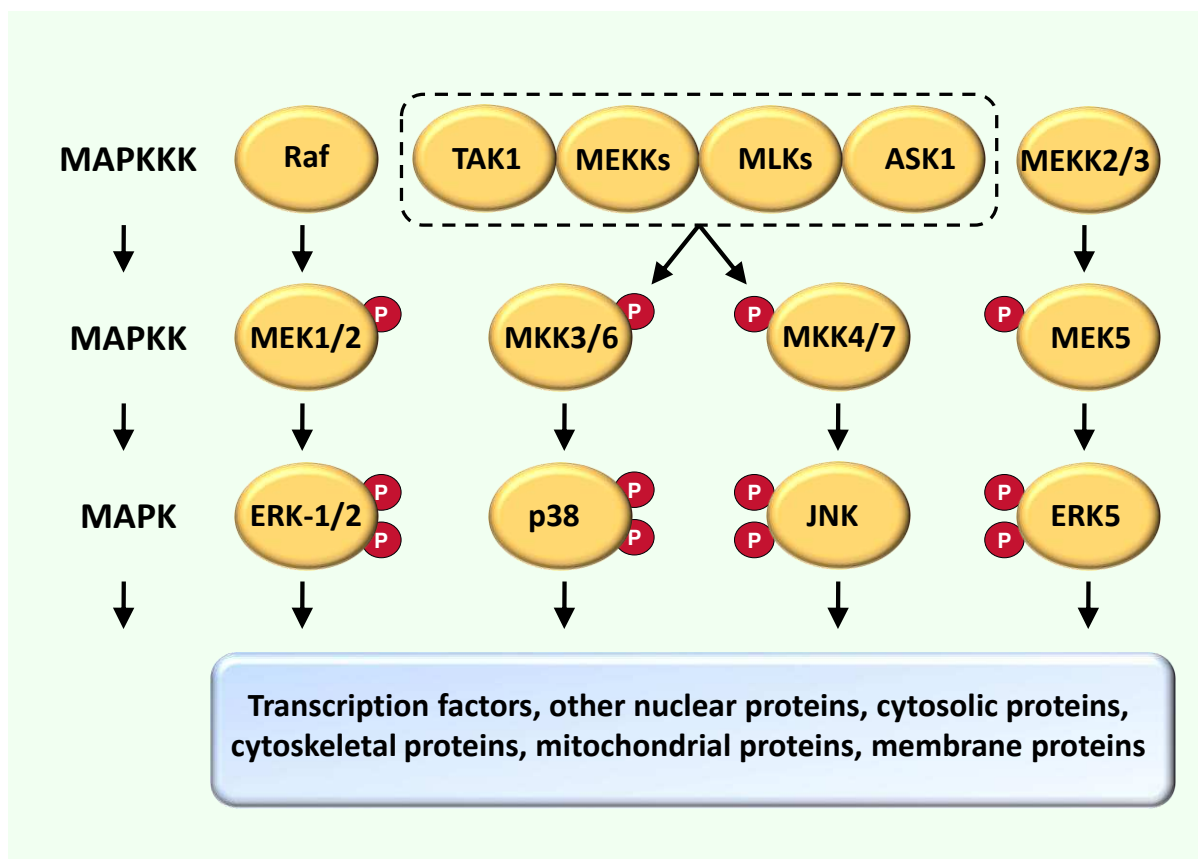 MAPKKK Raf TAK1 MEKKs MLKs ASK1 MEKK2/3
P P P P
MAPKK MEK1/2 MKK3/6 MKK4/7 MEK5
P P P P
MAPK ERK-1/2 p38 JNK ERK5
P P P P
Transcription factors, other nuclear proteins, cytosolic proteins,
cytoskeletal proteins, mitochondrial proteins, membrane proteins